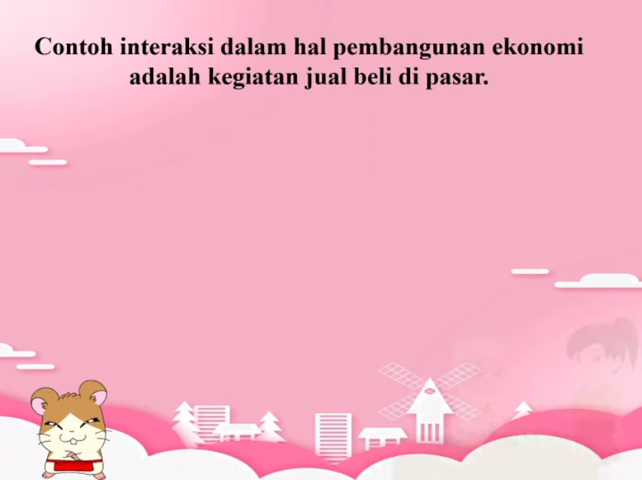 Contoh interaksi dalam hal pembangunan ekonomi
adalah kegiatan jual beli di pasar.